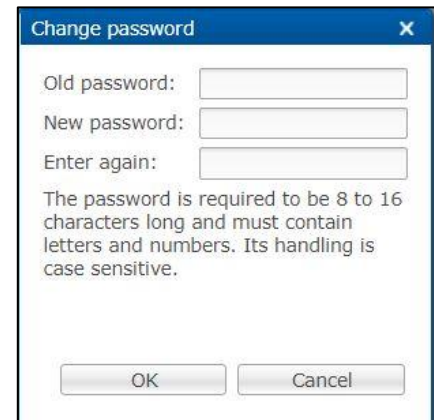 Change password
Old password:
New password:
Enter again:
The password is required to be 8 to 16
characters long and must contain
letters and numbers. Its handling is
case sensitive.
OK Cancel